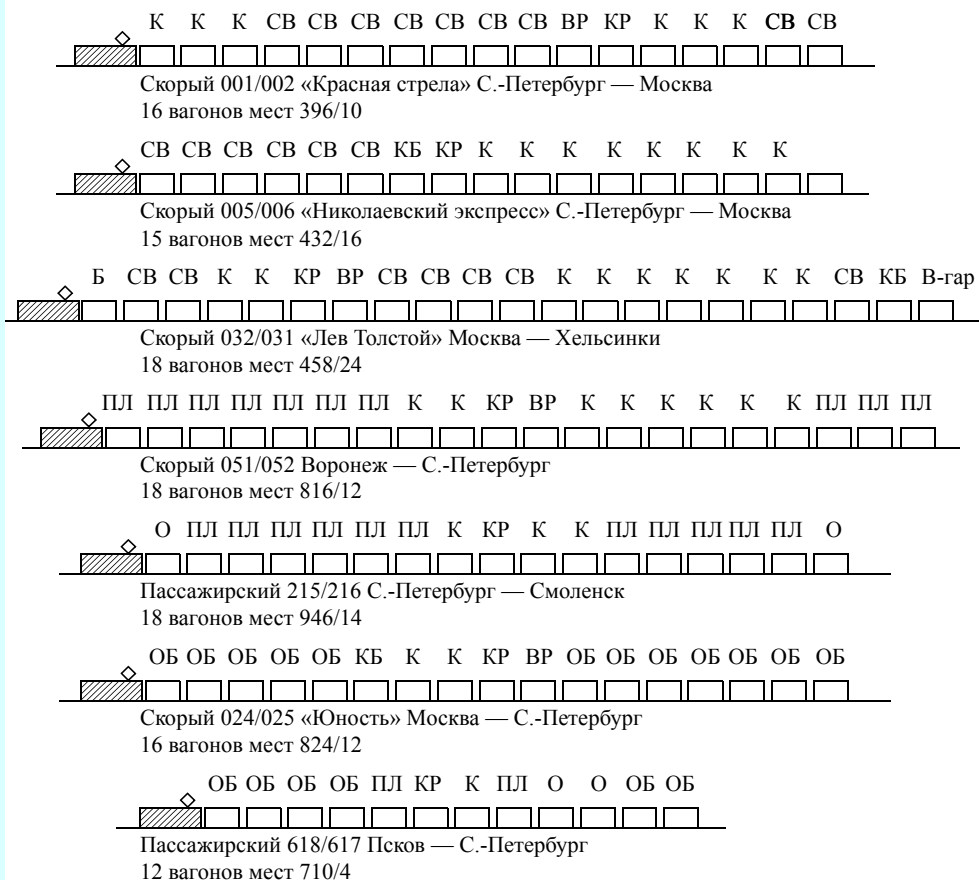 К К К СВ СВ СВ СВ СВ СВ СВ ВР КР К К К СВ СВ
Скорый 001/002 «Красная стрела» С.-Петербург — Москва
16 вагонов мест 396/10
СВ СВ СВ СВ СВ СВ КБ КР К К К К К К К К
Скорый 005/006 «Николаевский экспресс» С.-Петербург — Москва
15 вагонов мест 432/16
Б СВ СВ К К КР ВР СВ СВ СВ СВ К К К К К К К СВ КБ В-гар
Скорый 032/031 «Лев Толстой» Москва — Хельсинки
18 вагонов мест 458/24
ПЛ ПЛ ПЛ ПЛ ПЛ ПЛ ПЛ К К КР ВР К К К К К К ПЛ ПЛ ПЛ
Скорый 051/052 Воронеж — С.-Петербург
18 вагонов мест 816/12
О ПЛ ПЛ ПЛ ПЛ ПЛ ПЛ К КР К К ПЛ ПЛ ПЛ ПЛ ПЛ О
Пассажирский 215/216 С.-Петербург — Смоленск
18 вагонов мест 946/14
ОБ ОБ ОБ ОБ ОБ КБ К К КР ВР ОБ ОБ ОБ ОБ ОБ ОБ ОБ
Скорый 024/025 «Юность» Москва — С.-Петербург
16 вагонов мест 824/12
ОБ ОБ ОБ ОБ ПЛ КР К ПЛ О О ОБ ОБ
Пассажирский 618/617 Псков — С.-Петербург
12 вагонов мест 710/4